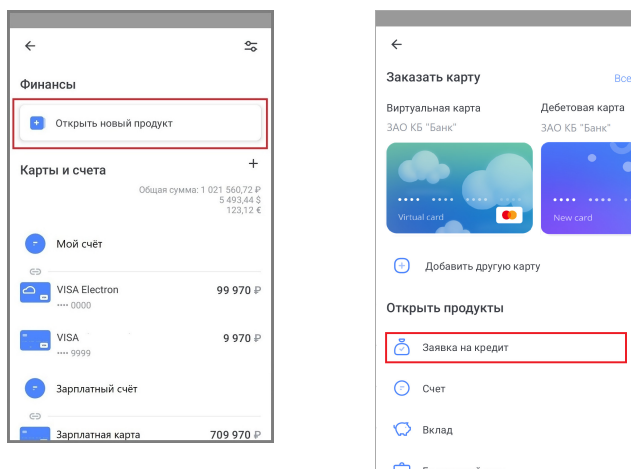 Финансы
Открыть новый продукт
Карты и счета
Общая сумма: 1 021 560,72 ₽
5 493,44 $
123,12 €
Мой счёт
VISA Electron
99 970 ₽
•••• 0000
VISA
9 970 ₽
•••• 9999
Зарплатный счёт
Зарплатная карта
709 970 ₽
Заказать карту
Все
Виртуальная карта
Дебетовая карта
ЗАО КБ "Банк"
ЗАО КБ "Банк"
Virtual card
New card
Добавить другую карту
Открыть продукты
Заявка на кредит
Счет
Вклад